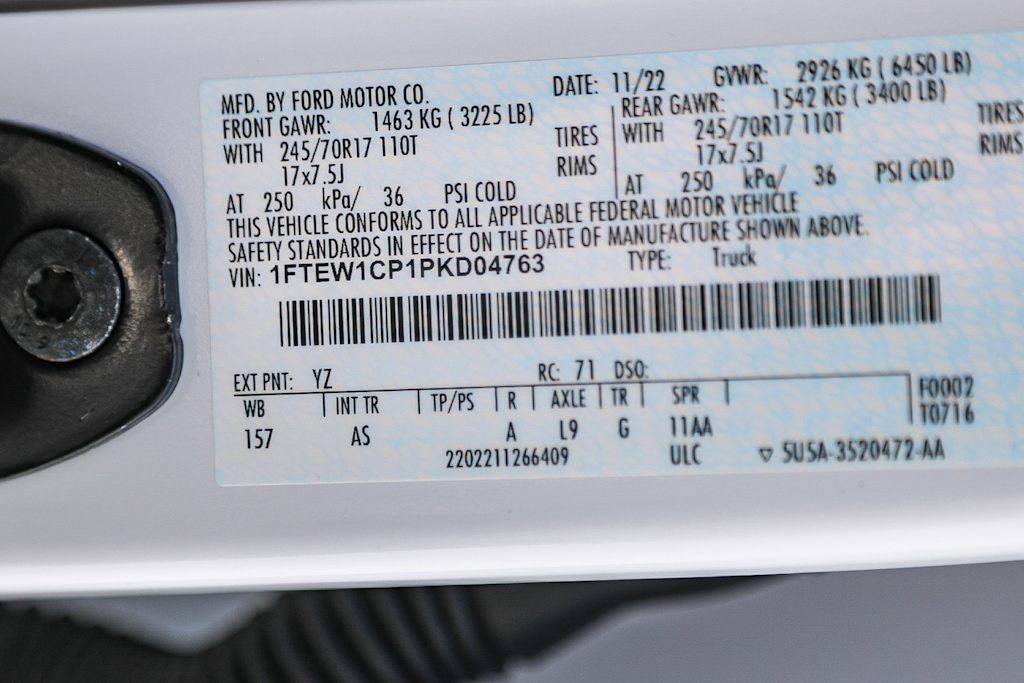 MFD. BY FORD MOTOR CO. DATE: 11/22 GVWR: 2926 KG ( 6450 LB)
FRONT GAWR: 1463 KG ( 3225 LB) REAR GAWR: 1542 KG ( 3400 LB)
WITH 245/70R17 110T TIRES WITH 245/70R17 110T TIRES
17x7.5J RIMS 17x7.5J RIMS
AT 250 kPa/ 36 PSI COLD AT 250 kPa/ 36 PSI COLD
THIS VEHICLE CONFORMS TO ALL APPLICABLE FEDERAL MOTOR VEHICLE
SAFETY STANDARDS IN EFFECT ON THE DATE OF MANUFACTURE SHOWN ABOVE.
VIN: 1FTEW1CP1PKD04763 TYPE: Truck
EXT PNT: YZ RC: 71 DSO:
WB INT TR TP/PS R AXLE TR SPR F0002
157 AS A L9 G 11AA T0716
2202211266409 ULC ▽ 5U5A-3520472-AA